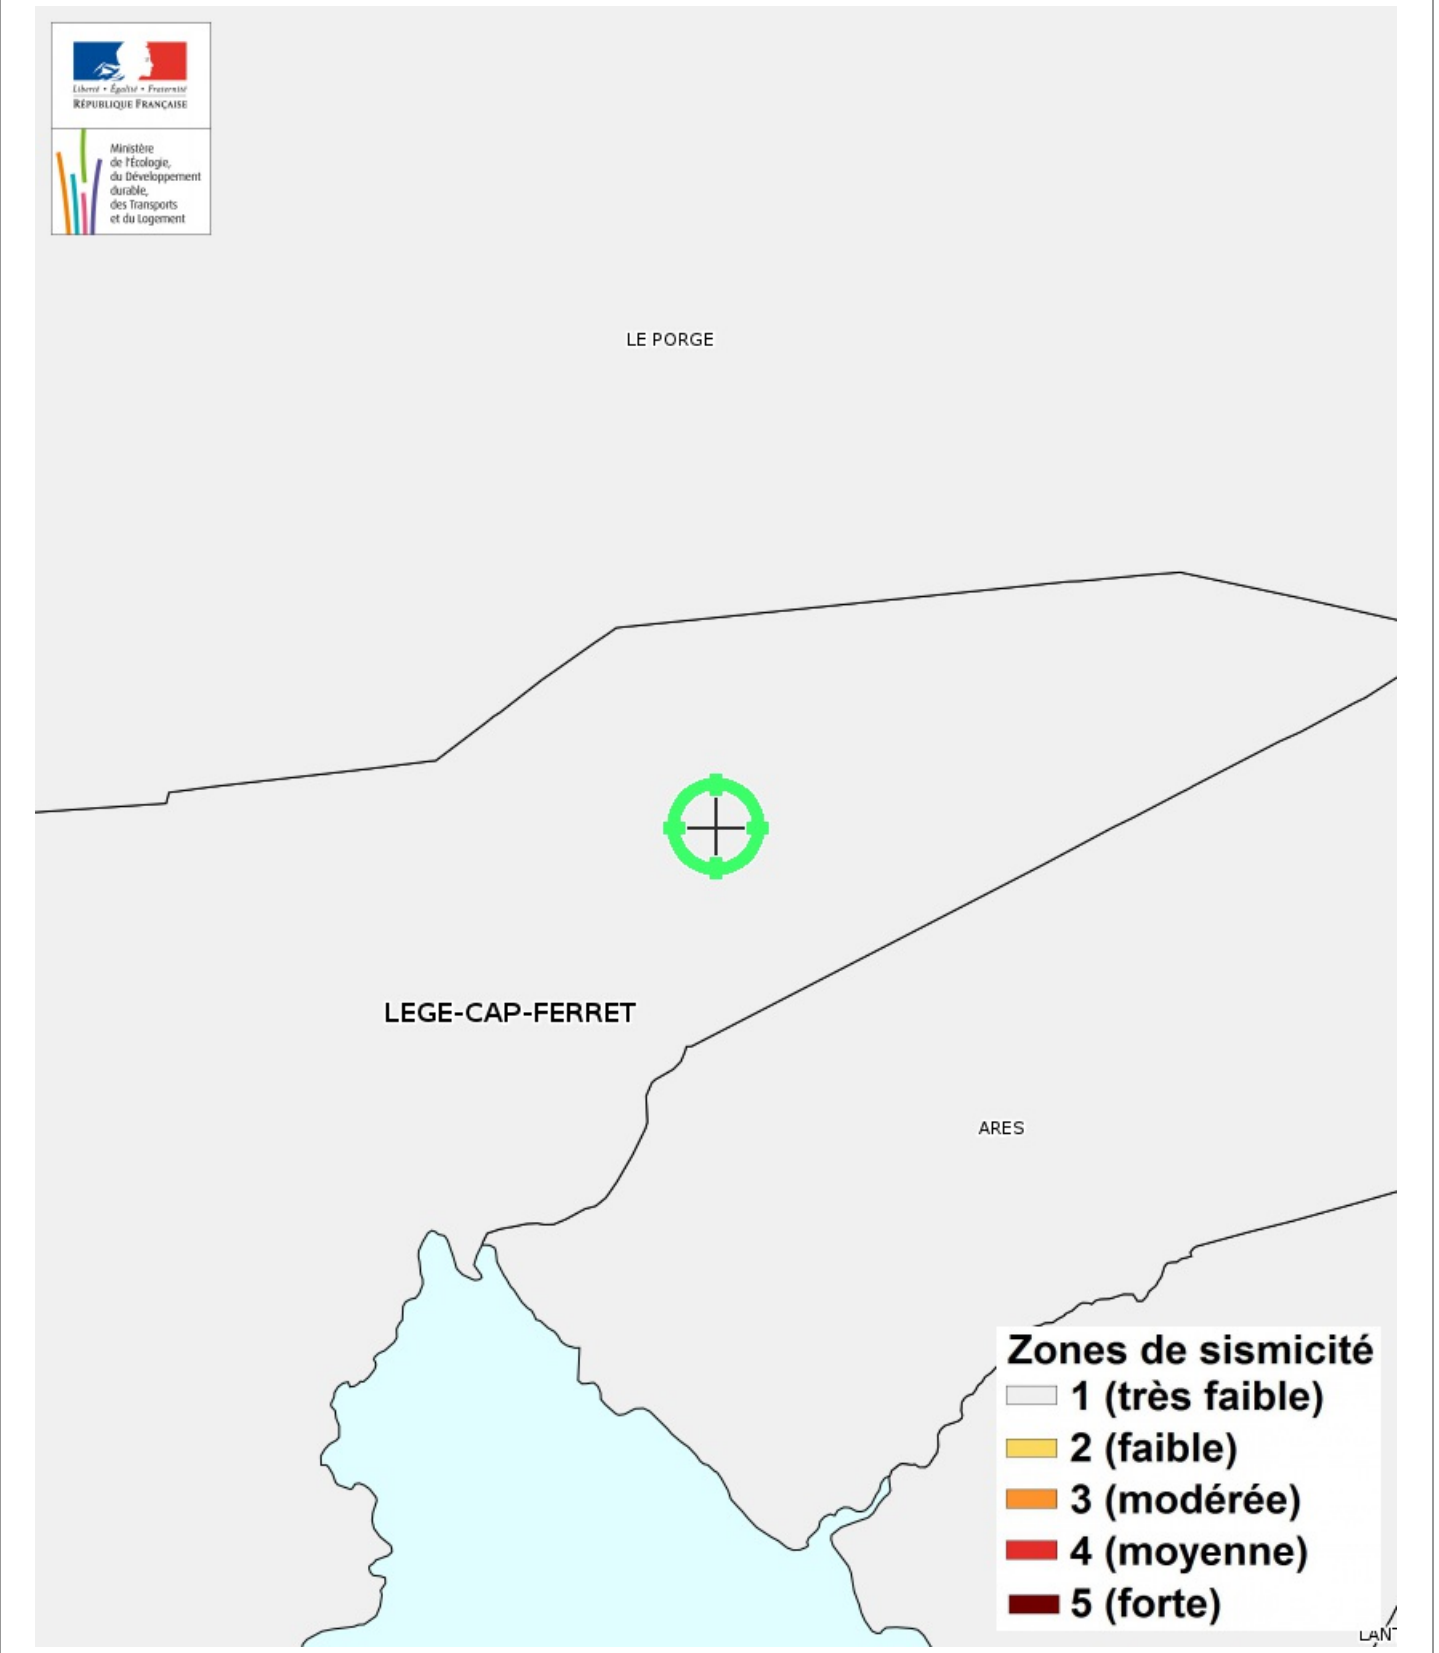 Liberté • Égalité • Fraternité
RÉPUBLIQUE FRANÇAISE
Ministère
de l'Écologie,
du Développement
durable,
des Transports
et du Logement
LE PORGE
LEGE-CAP-FERRET
ARES
Zones de sismicité
1 (très faible)
2 (faible)
3 (modérée)
4 (moyenne)
5 (forte)
LANT